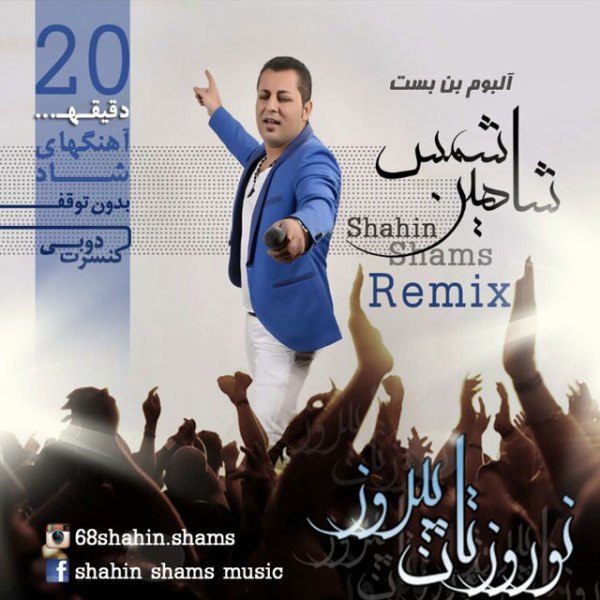 20
دقیقه...
آهنگهای
شاد
بدون توقف
کنسرت دوبی
آلبوم بن بست
شاهین شمس
Shahin
Shams
Remix
نوروزتان پیروز
68shahin.shams
f shahin shams music